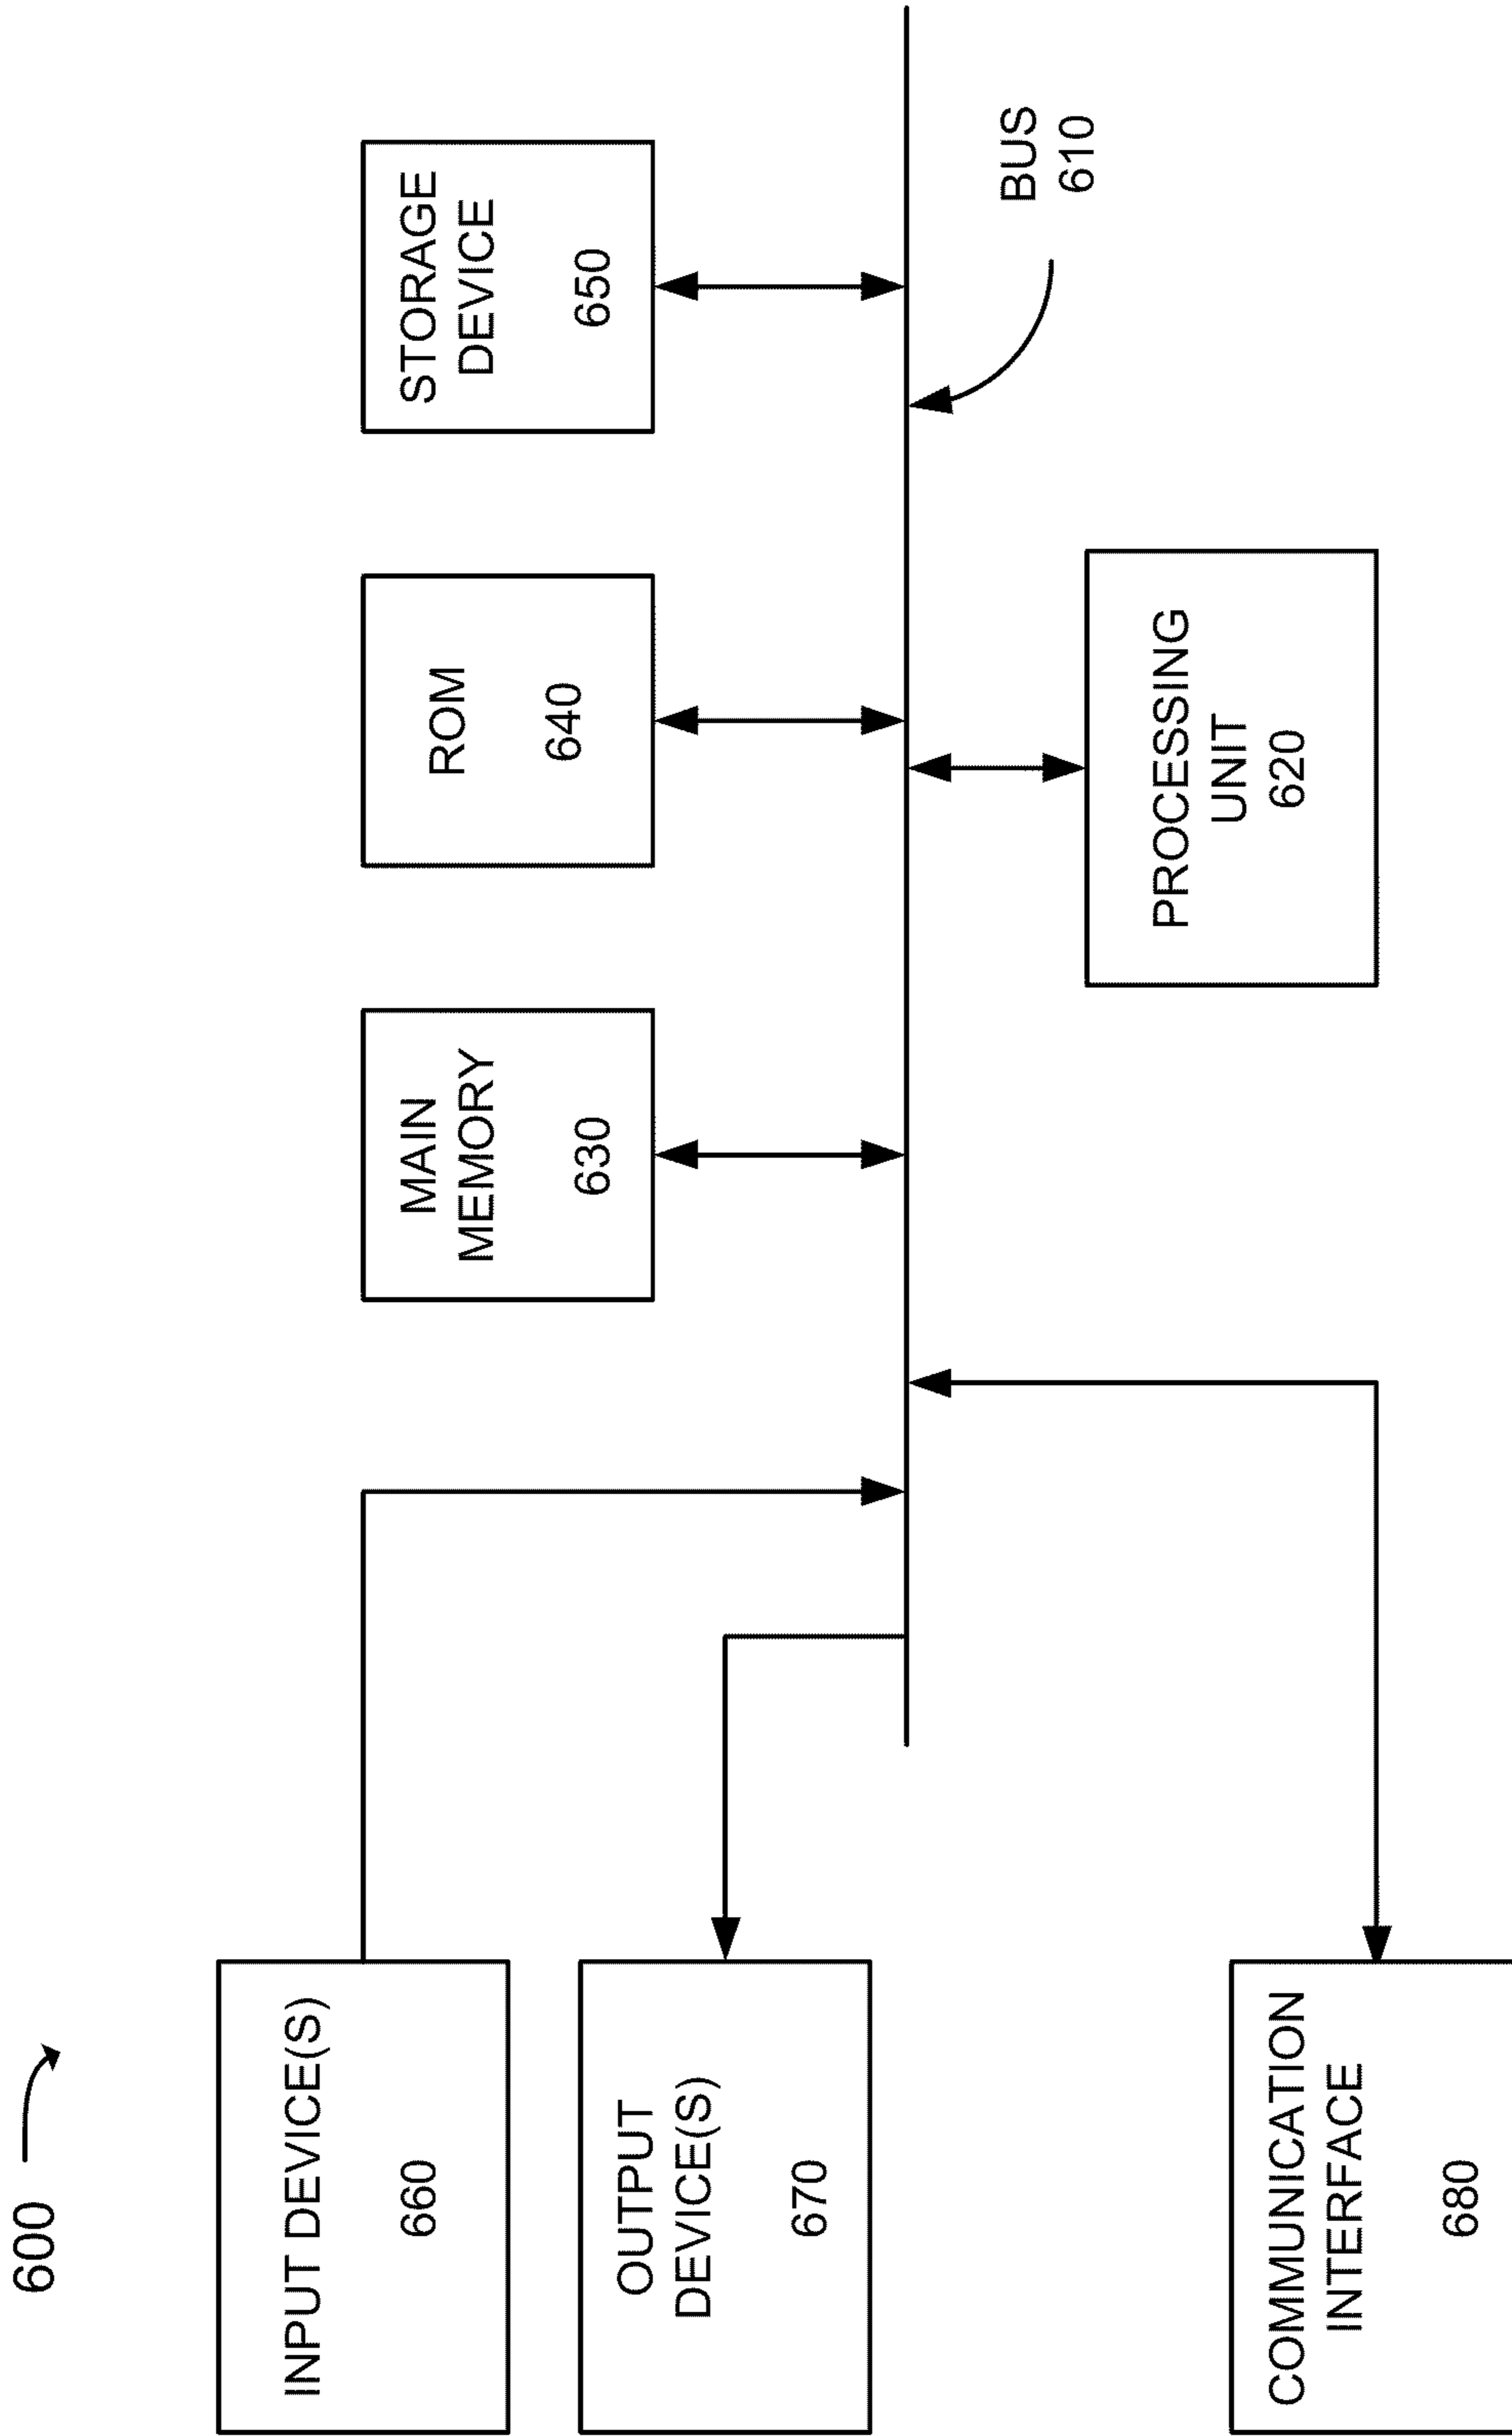 600
INPUT DEVICE(S)
660
OUTPUT
DEVICE(S)
670
COMMUNICATION
INTERFACE
680
MAIN
MEMORY
630
ROM
640
STORAGE
DEVICE
650
PROCESSING
UNIT
620
BUS
610